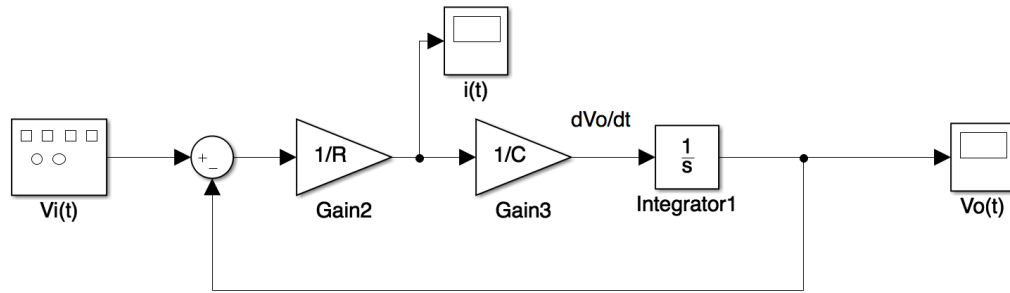 i(t)
dVo/dt
Vi(t)
+
−
1/R
Gain2
1/C
Gain3
1
s
Integrator1
Vo(t)